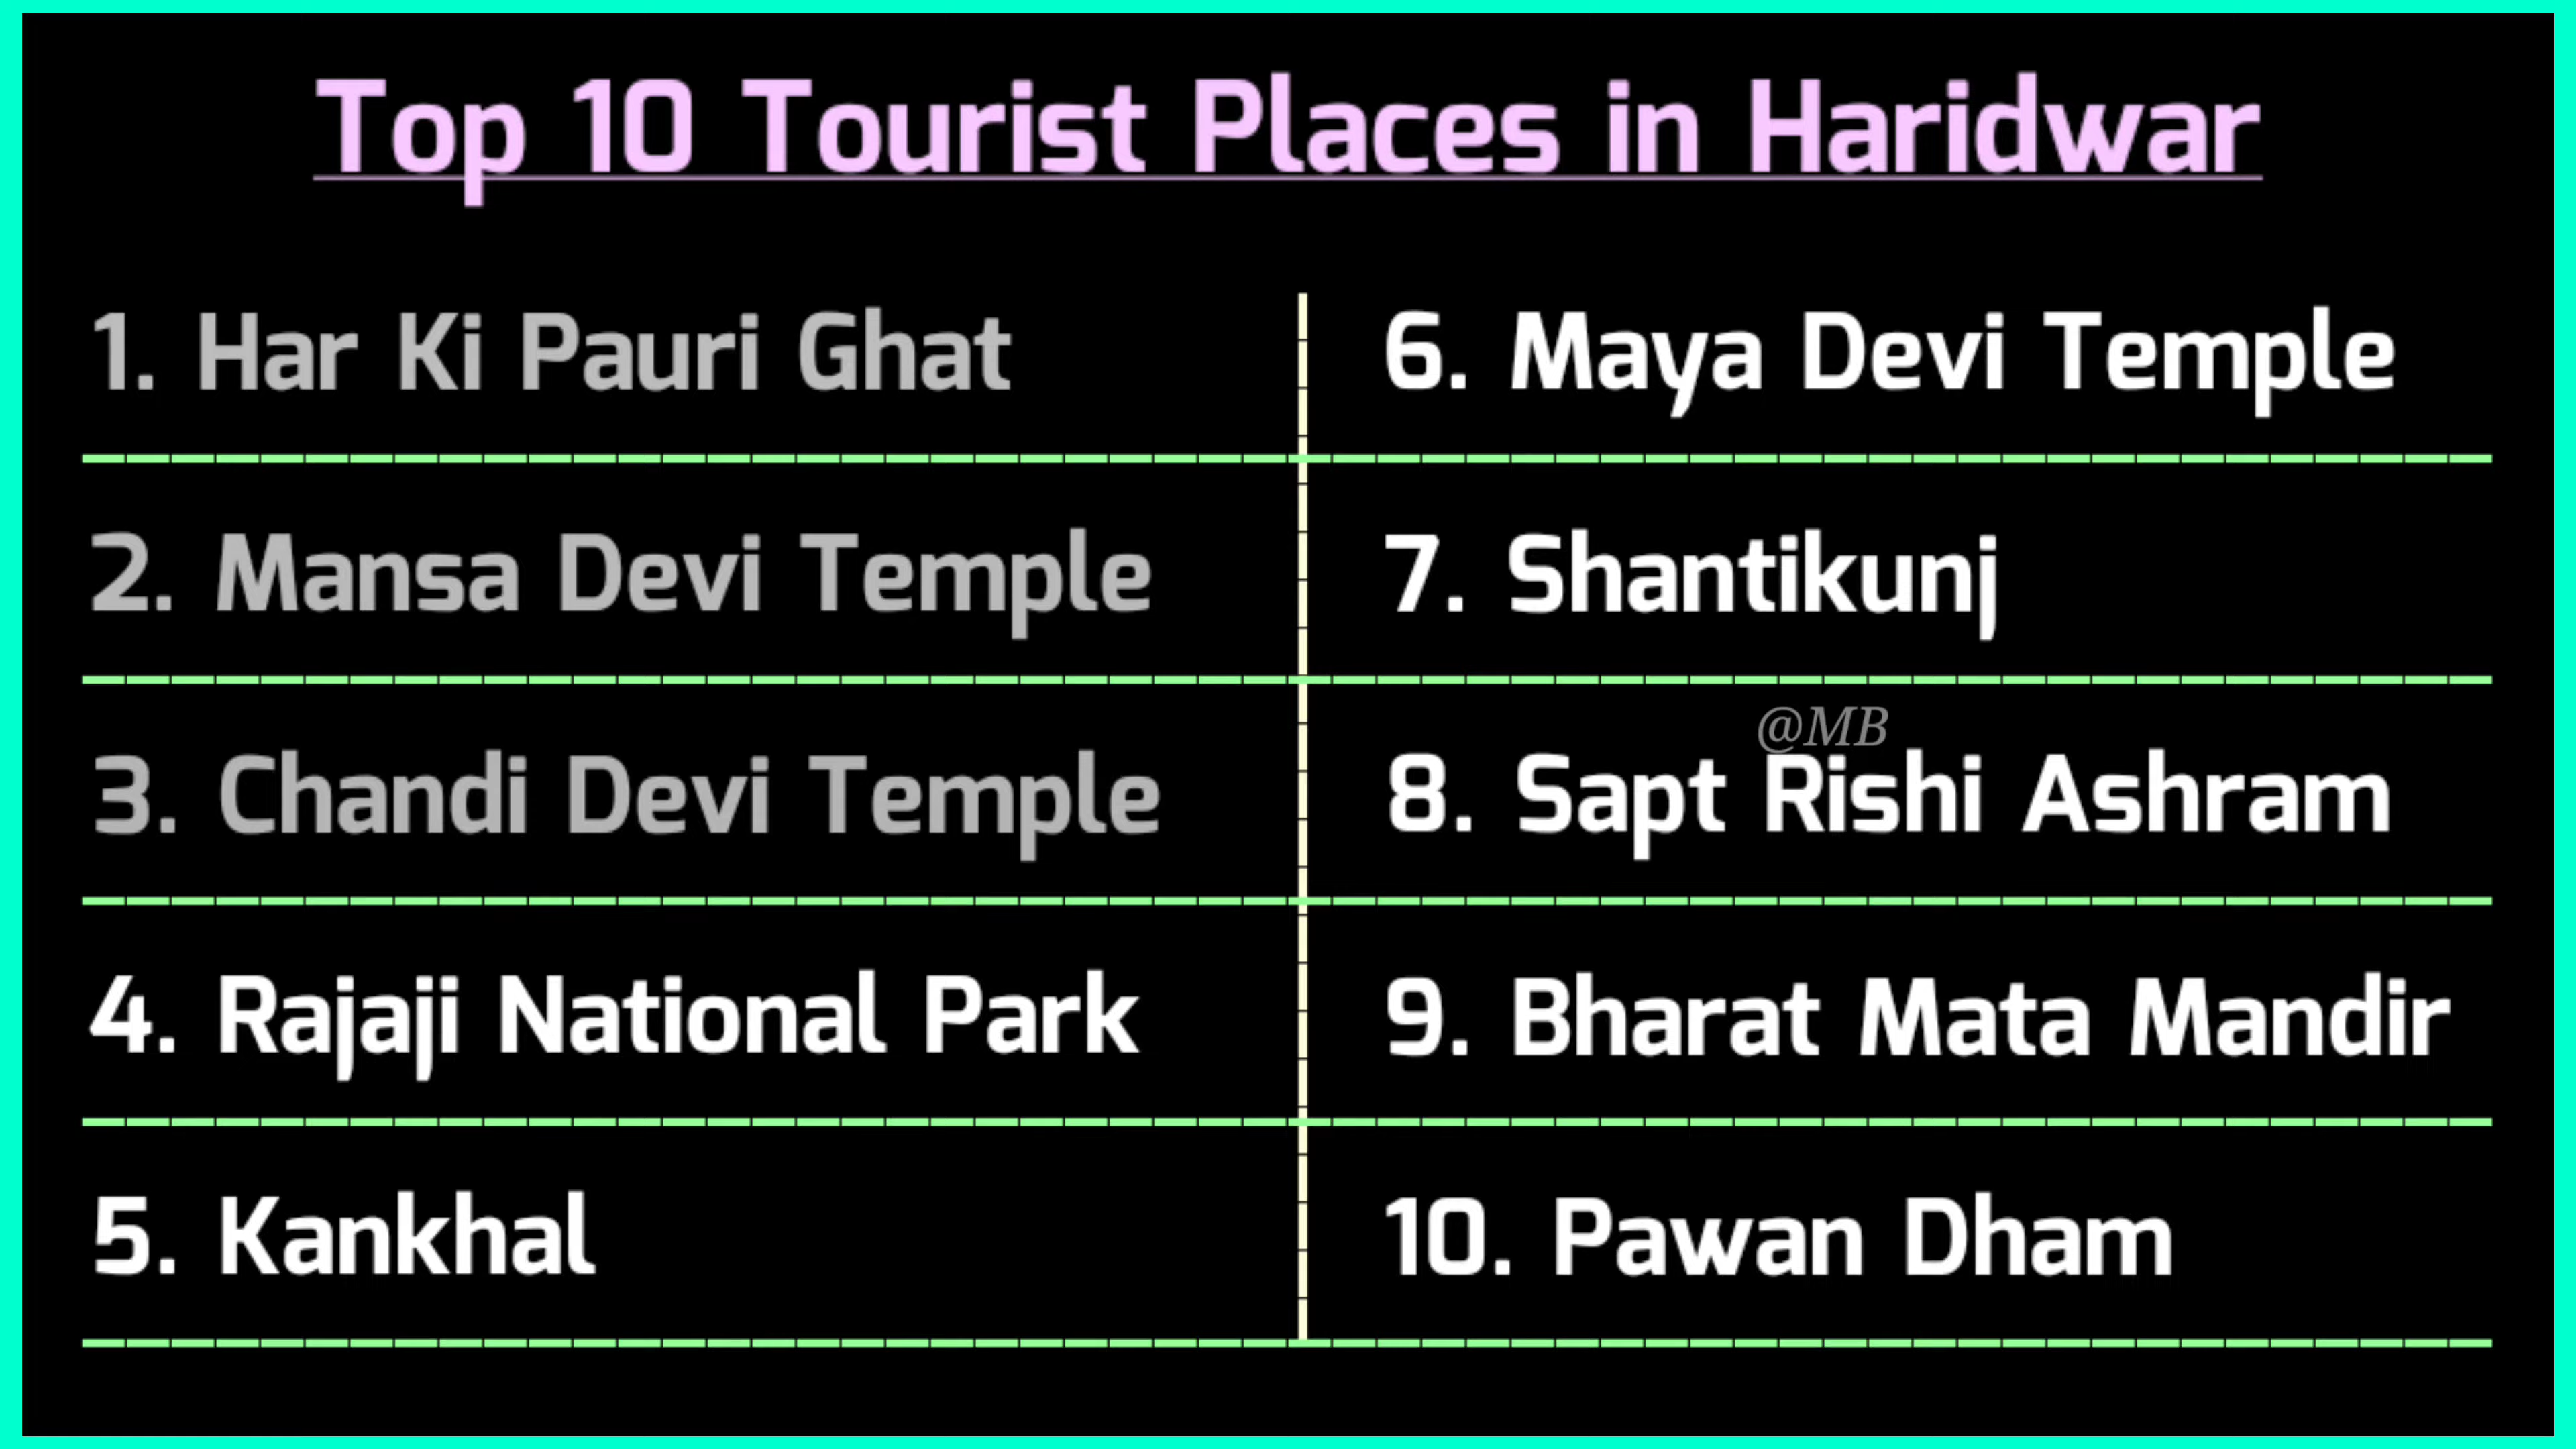 Top 10 Tourist Places in Haridwar
1. Har Ki Pauri Ghat
2. Mansa Devi Temple
3. Chandi Devi Temple
4. Rajaji National Park
5. Kankhal
6. Maya Devi Temple
7. Shantikunj
@MB
8. Sapt Rishi Ashram
9. Bharat Mata Mandir
10. Pawan Dham